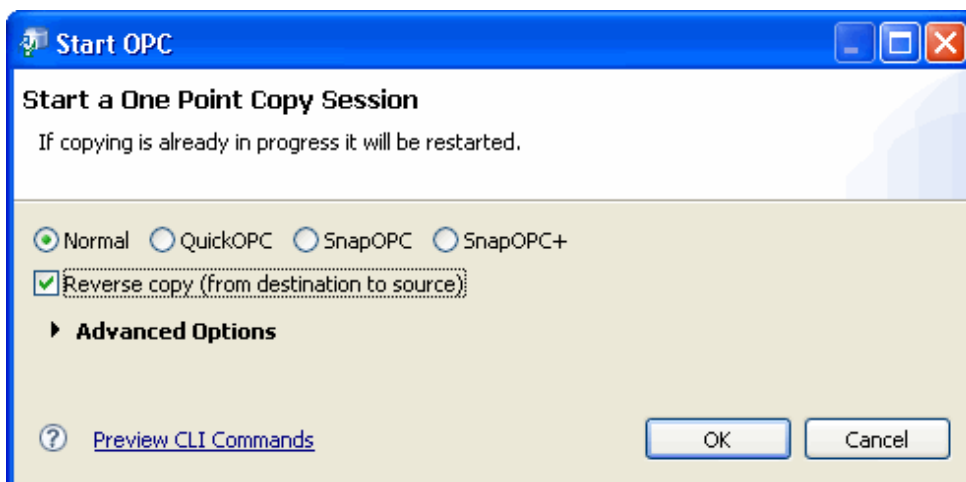 Start OPC
Start a One Point Copy Session
If copying is already in progress it will be restarted.
Normal QuickOPC SnapOPC SnapOPC+
Reverse copy (from destination to source)
Advanced Options
? Preview CLI Commands OK Cancel